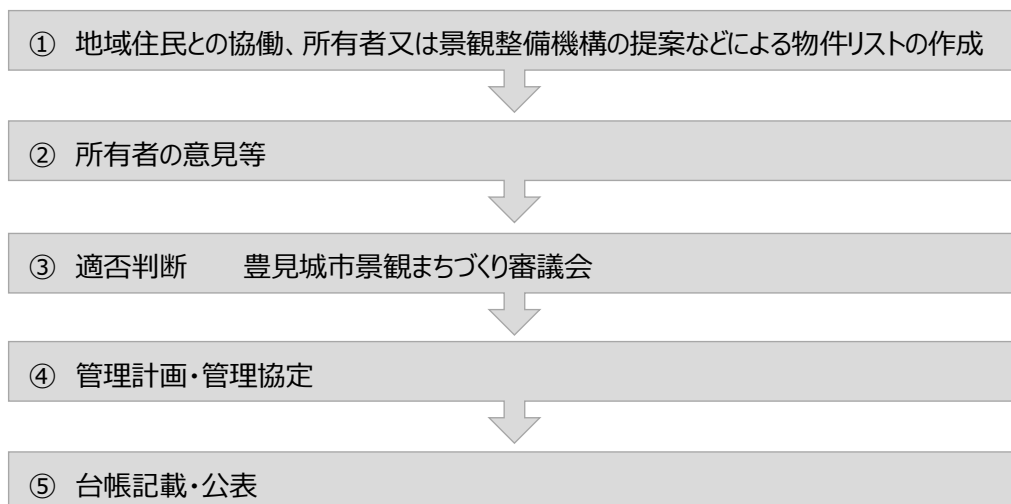 ① 地域住民との協働、所有者又は景観整備機構の提案などによる物件リストの作成
② 所有者の意見等
③ 適否判断　　豊見城市景観まちづくり審議会
④ 管理計画・管理協定
⑤ 台帳記載・公表